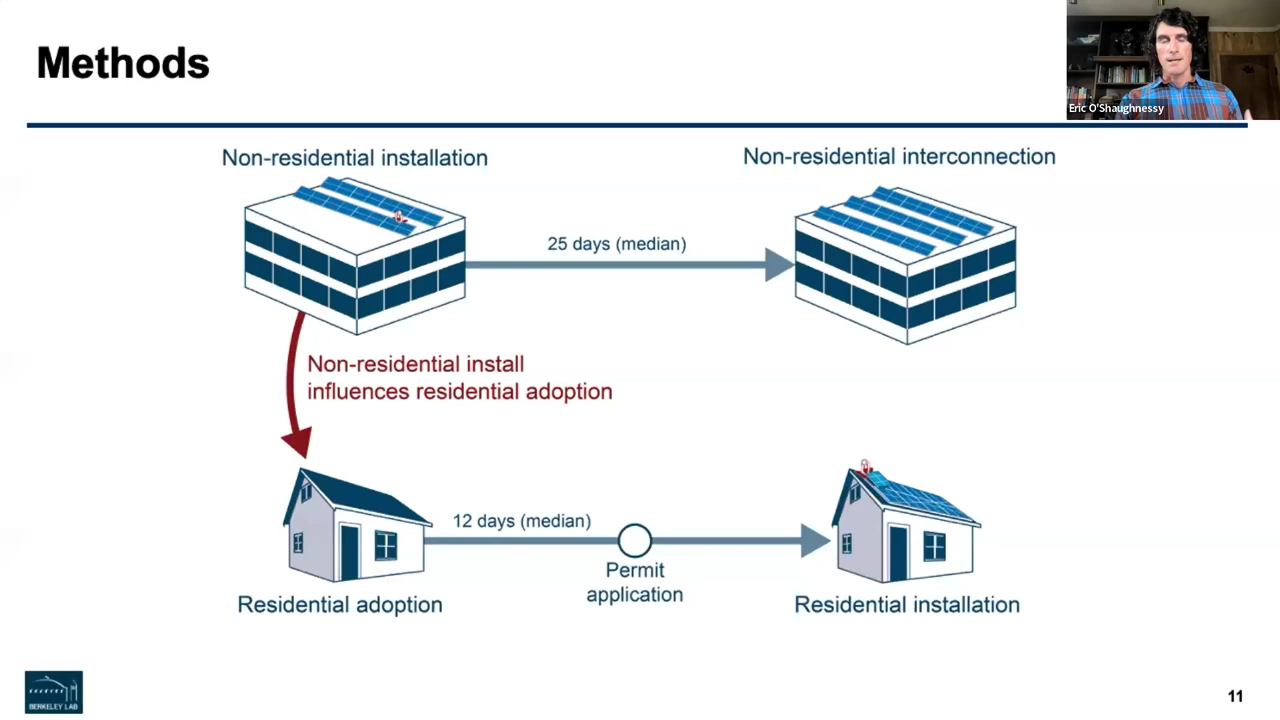 Methods
Eric O'Shaughnessy
Non-residential installation
Non-residential interconnection
25 days (median)
Non-residential install
influences residential adoption
12 days (median)
Permit
application
Residential adoption
Residential installation
BERKELEY LAB
11